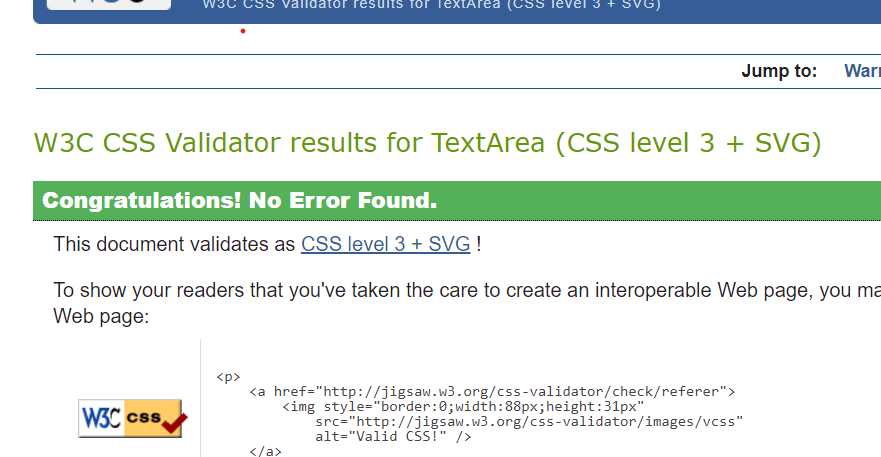 W3C CSS Validator results for TextArea (CSS level 3 + SVG)
Jump to:
W3C CSS Validator results for TextArea (CSS level 3 + SVG)
Congratulations! No Error Found.
This document validates as CSS level 3 + SVG !
To show your readers that you've taken the care to create an interoperable Web page, you
Web page:
<p>
<a href="http://jigsaw.w3.org/css-validator/check/referer">
<img style="border:0;width:88px;height:31px"
src="http://jigsaw.w3.org/css-validator/images/vcss"
alt="Valid CSS!" />
</a>
W3C css